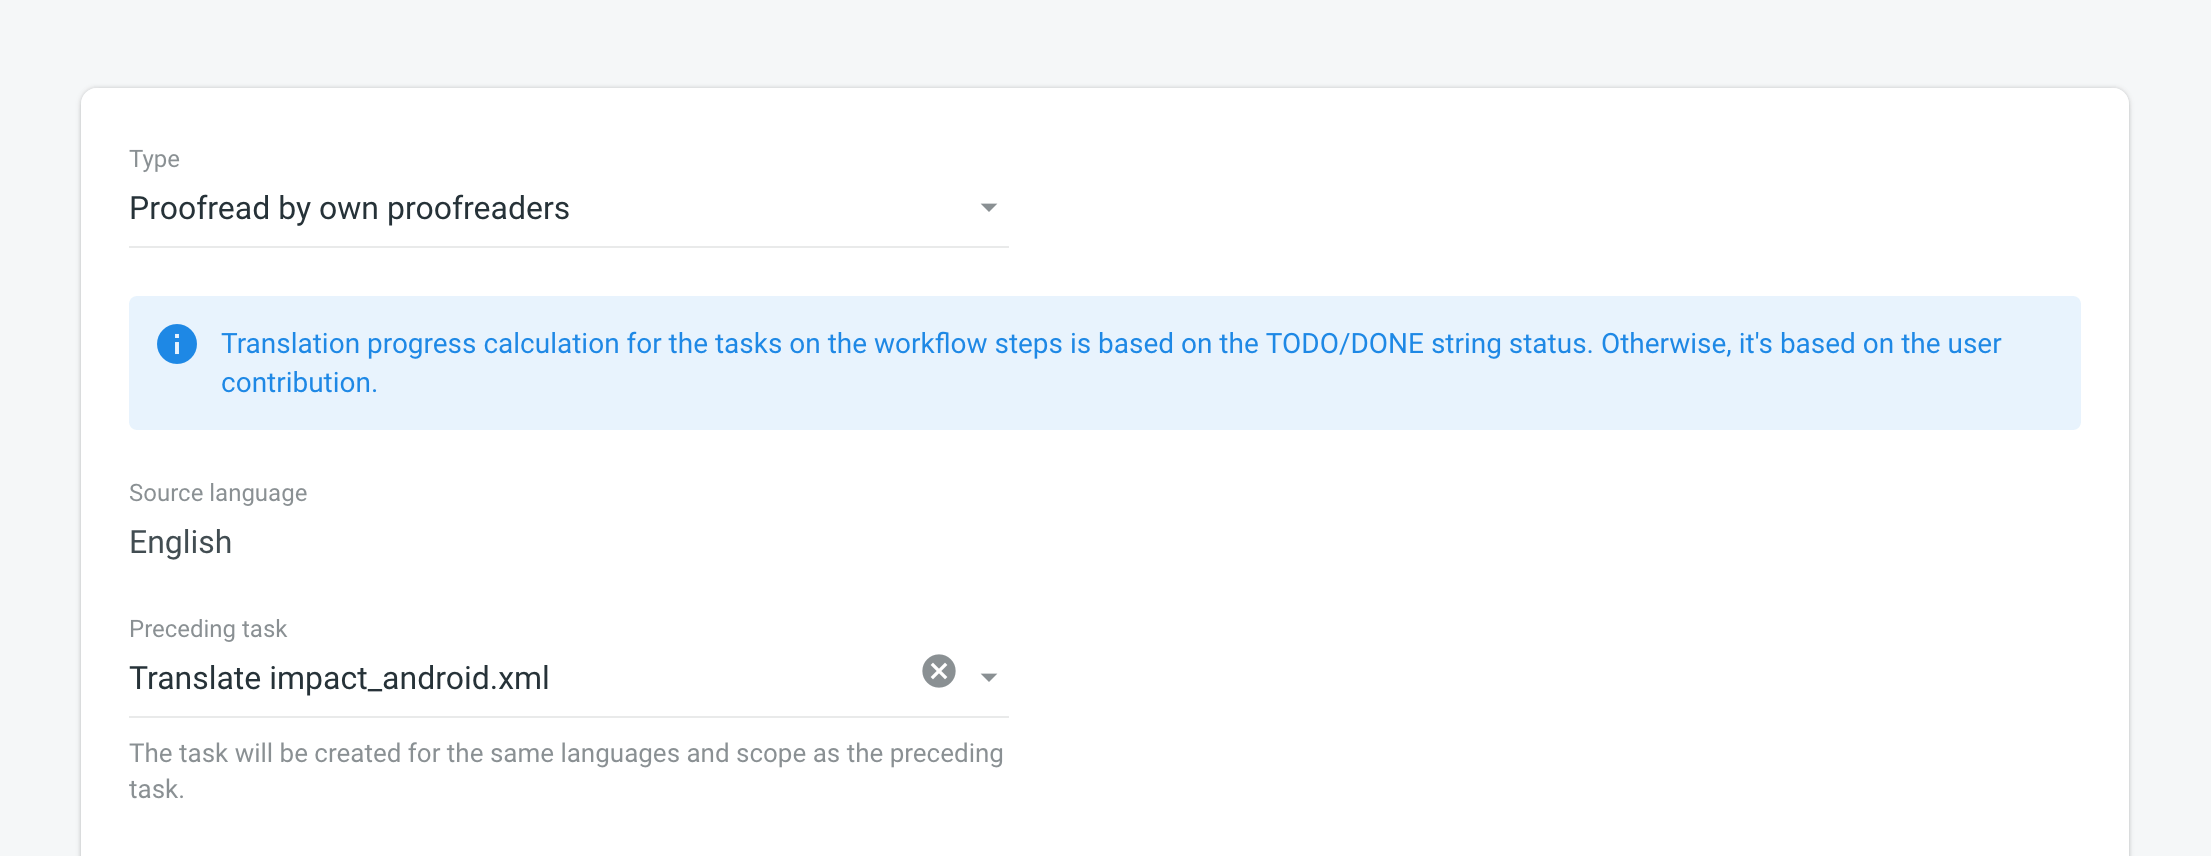 Type
Proofread by own proofreaders
Translation progress calculation for the tasks on the workflow steps is based on the TODO/DONE string status. Otherwise, it's based on the user
contribution.
Source language
English
Preceding task
Translate impact_android.xml
The task will be created for the same languages and scope as the preceding
task.